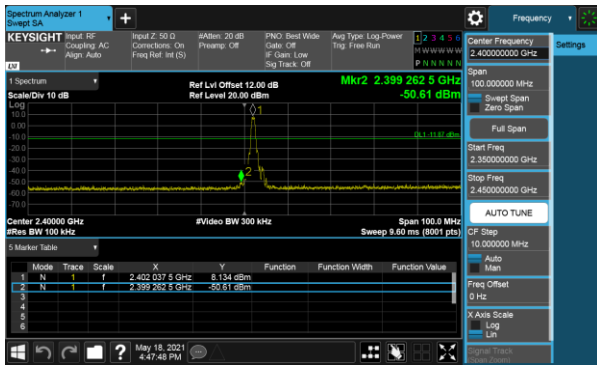 Spectrum Analyzer 1
Swept SA
+
Frequency
KEYSIGHT
Input: RF
Coupling: AC
Align: Auto
Input Z: 50 Ω
Corrections: On
Freq Ref: Int (S)
#Atten: 20 dB
Preamp: Off
PNO: Best Wide
Gate: Off
IF Gain: Low
Sig Track: Off
Avg Type: Log-Power
Trig: Free Run
1 2 3 4 5 6
M W W W W W
P N N N N N
LXI
1 Spectrum
Scale/Div 10 dB
Ref Lvl Offset 12.00 dB
Ref Level 20.00 dBm
Mkr2 2.399 262 5 GHz
-50.61 dBm
Log
10.0
0.00
-10.0
-20.0
-30.0
-40.0
-50.0
-60.0
-70.0
1
DL1 -11.87 dBm
2
Center 2.40000 GHz
#Res BW 100 kHz
#Video BW 300 kHz
Span 100.0 MHz
Sweep 9.60 ms (8001 pts)
5 Marker Table
Mode Trace Scale X Y Function Function Width Function Value
1 N 1 f 2.402 037 5 GHz 8.134 dBm
2 N 1 f 2.399 262 5 GHz -50.61 dBm
3
4
5
6
May 18, 2021
4:47:48 PM
?
Center Frequency
2.400000000 GHz
Span
100.000000 MHz
Swept Span
Zero Span
Full Span
Start Freq
2.350000000 GHz
Stop Freq
2.450000000 GHz
AUTO TUNE
CF Step
10.000000 MHz
Auto
Man
Freq Offset
0 Hz
X Axis Scale
Log
Lin
Signal Track
(Span Zoom)
Settings